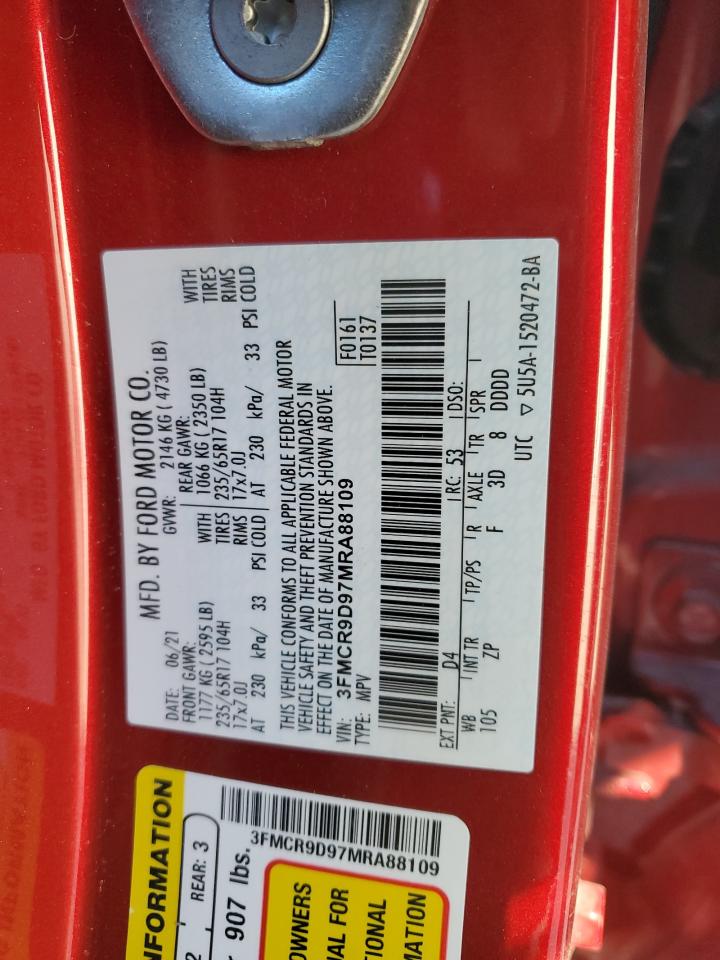 MFD. BY FORD MOTOR CO.
DATE: 06/21 GVWR: 2146 KG ( 4730 LB)
FRONT GAWR: REAR GAWR:
1177 KG ( 2595 LB) WITH 1066 KG ( 2350 LB) WITH
235/65R17 104H TIRES 235/65R17 104H TIRES
17x7.0J RIMS 17x7.0J RIMS
AT 230 kPa/ 33 PSI COLD AT 230 kPa/ 33 PSI COLD
THIS VEHICLE CONFORMS TO ALL APPLICABLE FEDERAL MOTOR
VEHICLE SAFETY AND THEFT PREVENTION STANDARDS IN
EFFECT ON THE DATE OF MANUFACTURE SHOWN ABOVE.
VIN: 3FMCR9D97MRA88109 F0161
TYPE: MPV T0137
EXT PNT: D4 RC: 53 DSO:
WB INT TR TP/PS R AXLE TR SPR
105 ZP F 3D 8 DDDD
UTC ▽ 5U5A-1520472-BA
NFORMATION
2 REAR: 3
907 lbs.
3FMCR9D97MRA88109
OWNERS
AL FOR
TIONAL
MATION